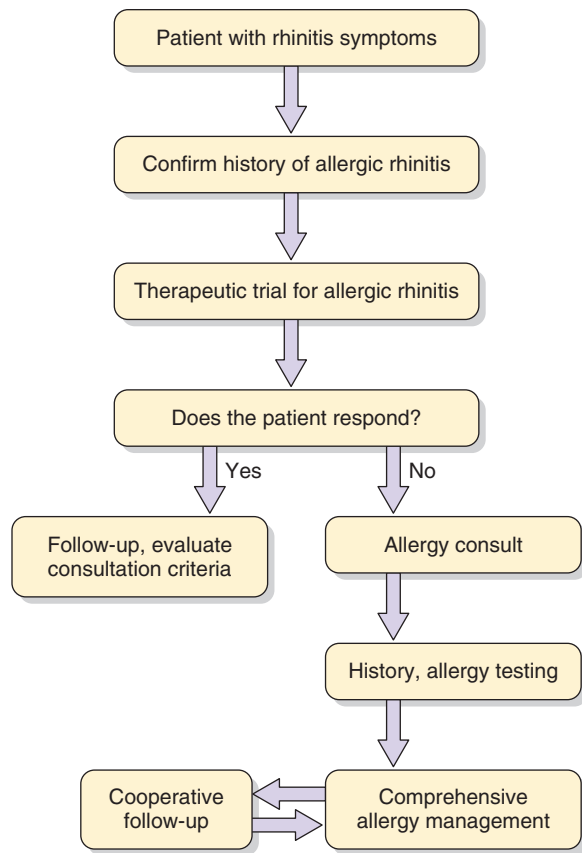 Patient with rhinitis symptoms
Confirm history of allergic rhinitis
Therapeutic trial for allergic rhinitis
Does the patient respond?
Yes
No
Follow-up, evaluate
consultation criteria
Allergy consult
History, allergy testing
Cooperative
follow-up
Comprehensive
allergy management